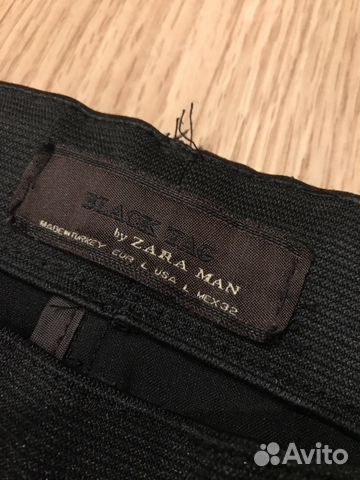 BLACK TAG
by ZARA MAN
MADE IN TURKEY EUR L USA L MEX 32
Avito